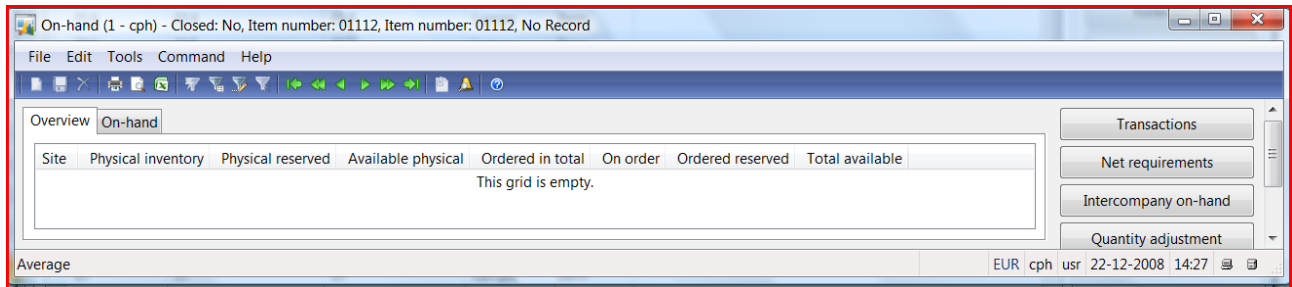 On-hand (1 - cph) - Closed: No, Item number: 01112, Item number: 01112, No Record
File Edit Tools Command Help
Overview On-hand
Transactions
Site Physical inventory Physical reserved Available physical Ordered in total On order Ordered reserved Total available
Net requirements
This grid is empty.
Intercompany on-hand
Quantity adjustment
Average EUR cph usr 22-12-2008 14:27